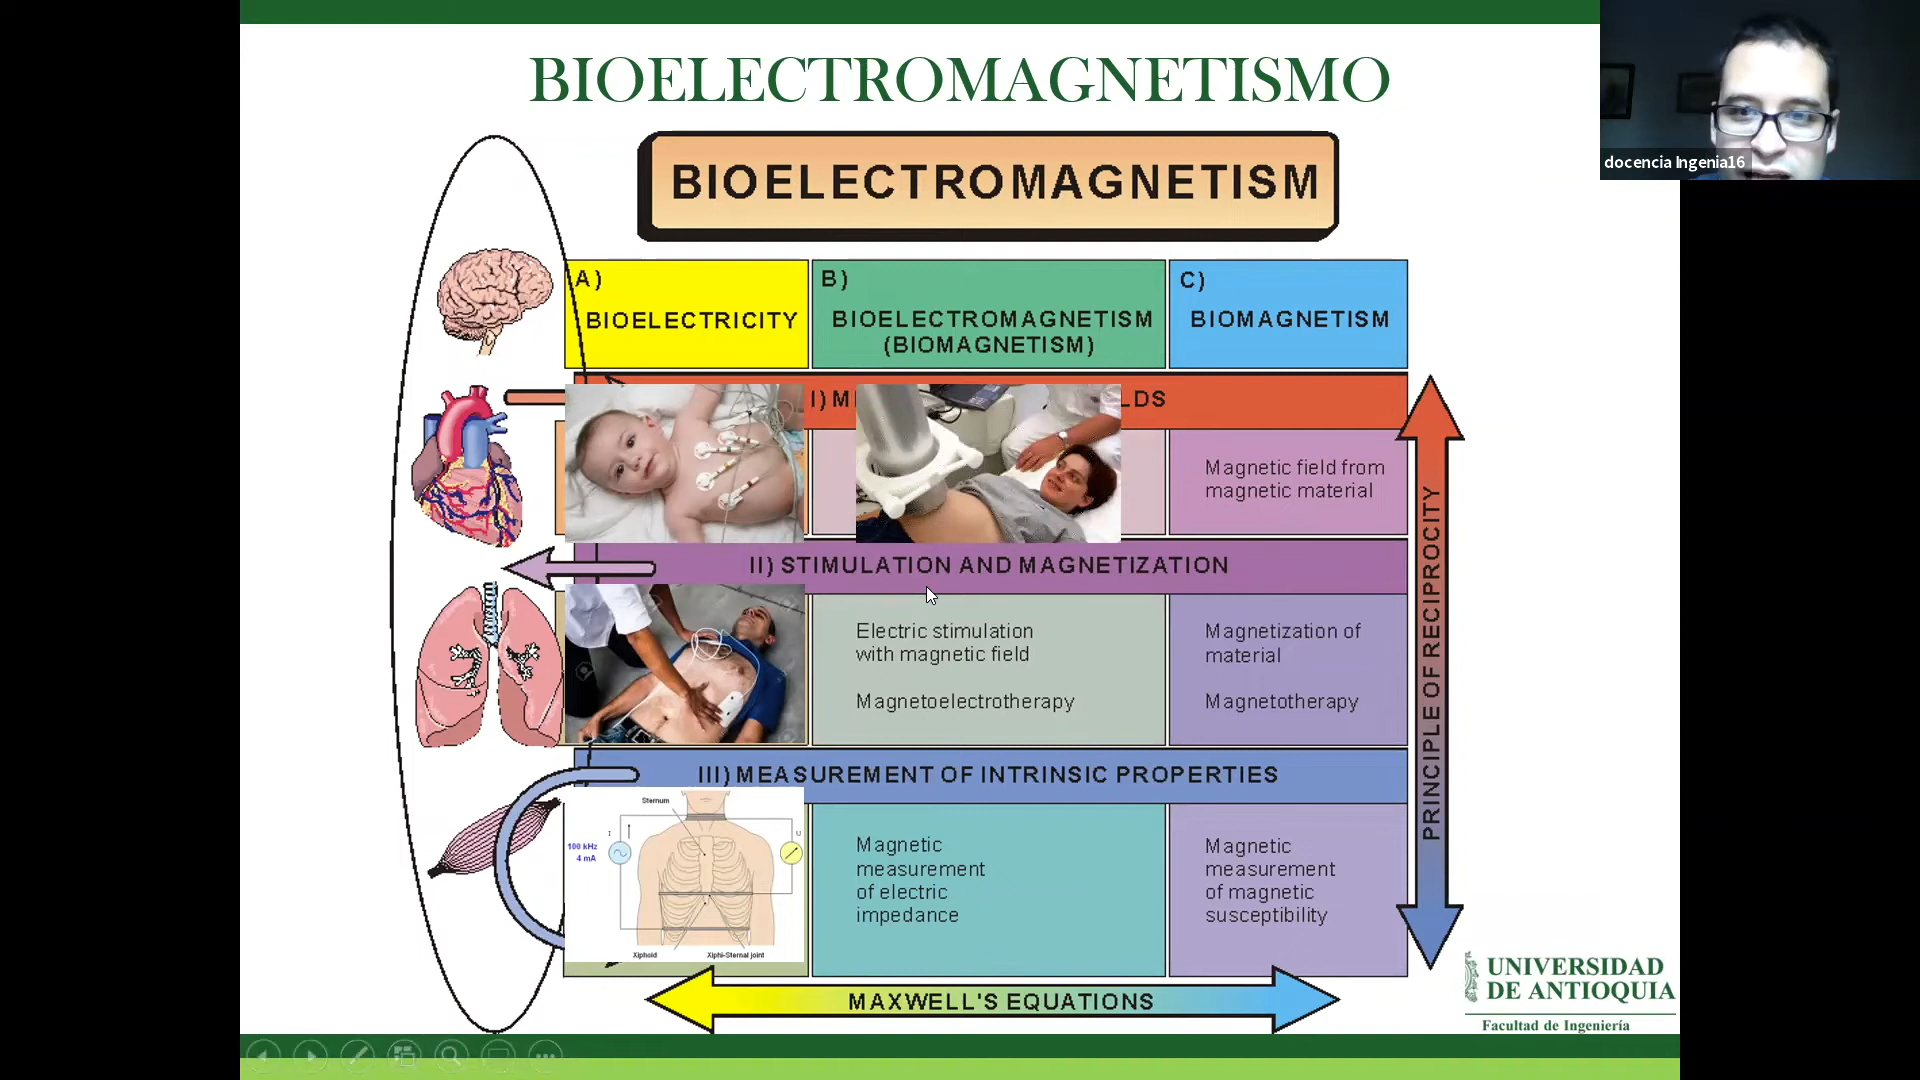 BIOELECTROMAGNETISMO
docencia Ingenia16
BIOELECTROMAGNETISM
A)
BIOELECTRICITY
B)
BIOELECTROMAGNETISM
(BIOMAGNETISM)
C)
BIOMAGNETISM
I) M
LDS
Magnetic field from
magnetic material
II) STIMULATION AND MAGNETIZATION
Electric stimulation
with magnetic field
Magnetoelectrotherapy
Magnetization of
material
Magnetotherapy
III) MEASUREMENT OF INTRINSIC PROPERTIES
Sternum
I
U
100 kHz
4 mA
Xiphoid
Xiphi-Sternal joint
Magnetic
measurement
of electric
impedance
Magnetic
measurement
of magnetic
susceptibility
PRINCIPLE OF RECIPROCITY
MAXWELL'S EQUATIONS
UNIVERSIDAD
DE ANTIOQUIA
Facultad de Ingeniería